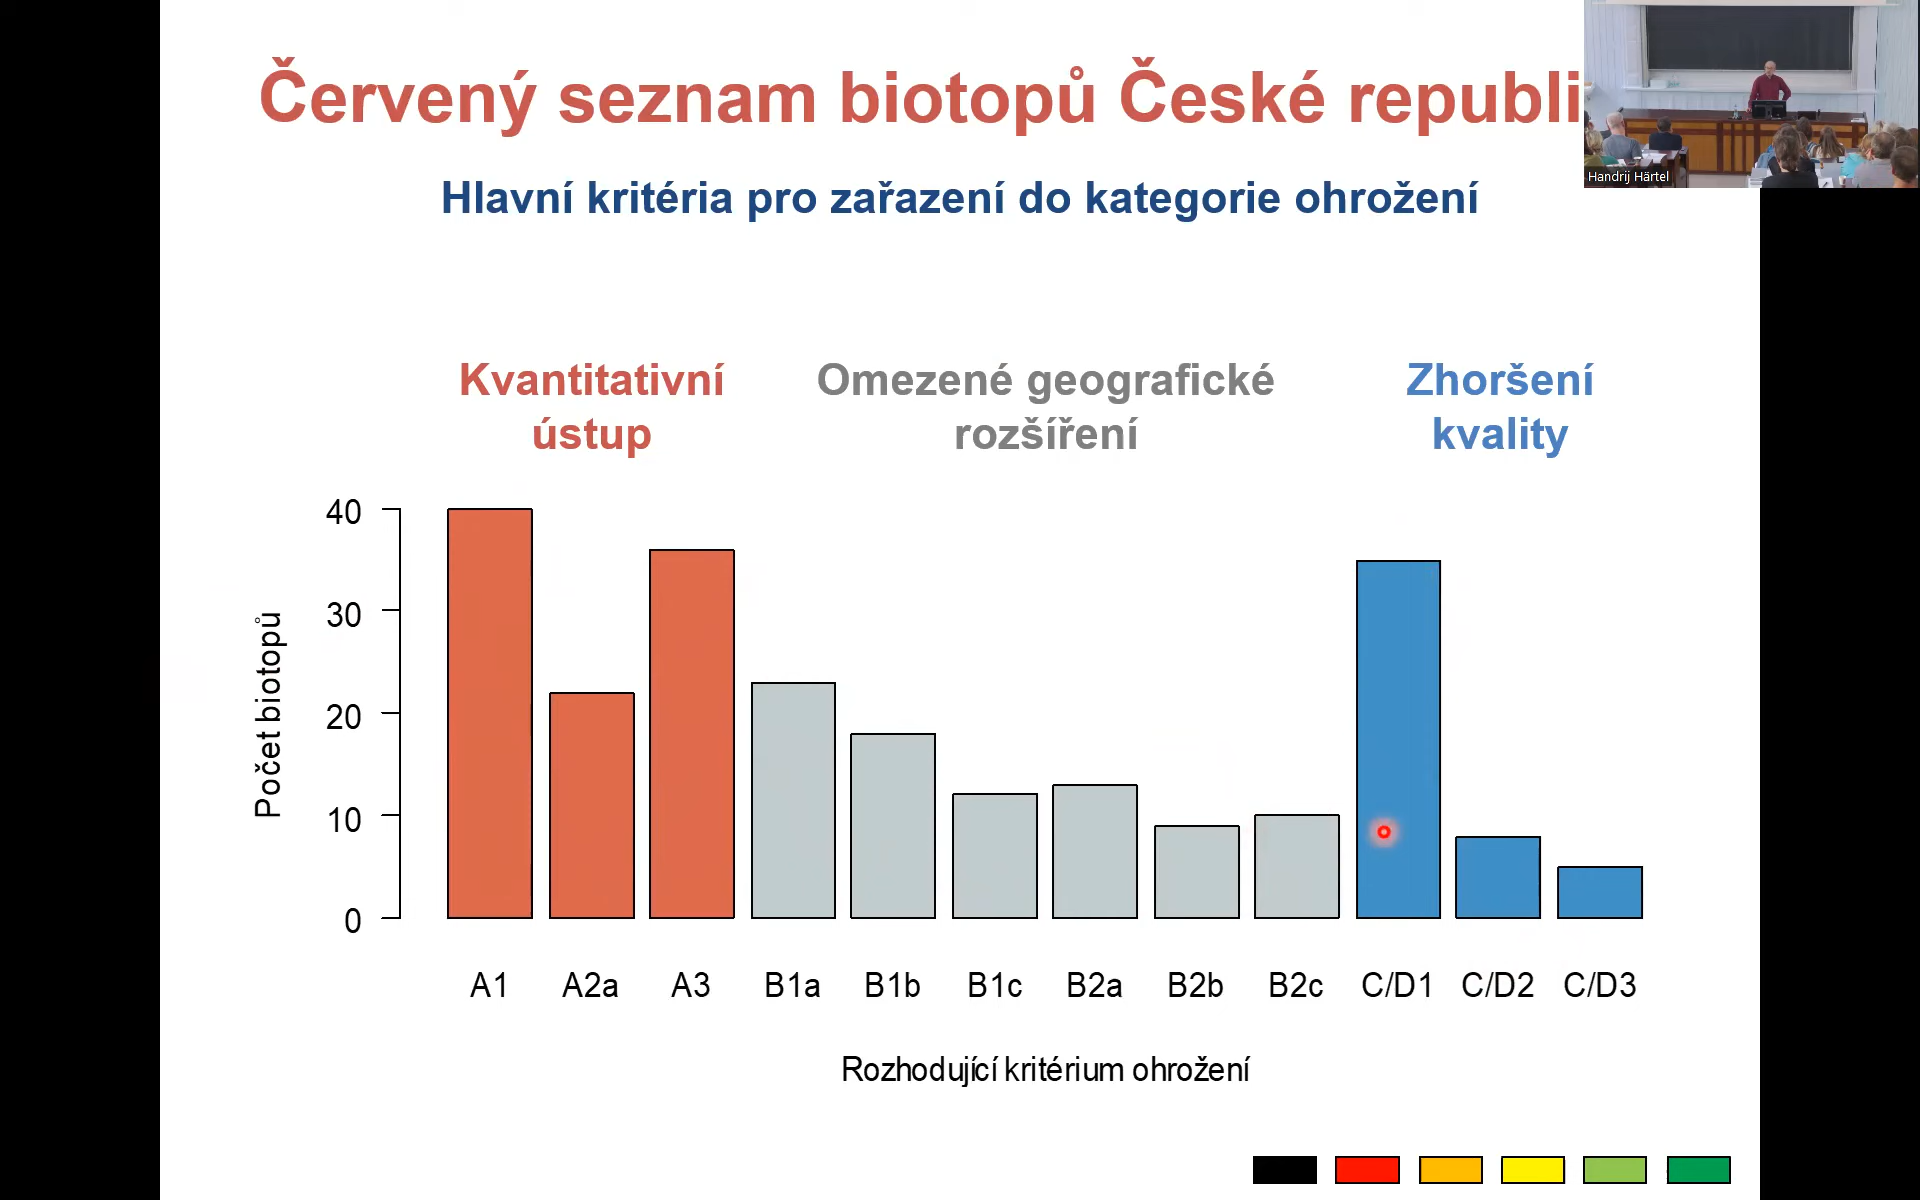 Červený seznam biotopů České republi
Handrij Härtel
Hlavní kritéria pro zařazení do kategorie ohrožení
Kvantitativní
ústup
Omezené geografické
rozšíření
Zhoršení
kvality
Počet biotopů
40
30
20
10
0
A1 A2a A3 B1a B1b B1c B2a B2b B2c C/D1 C/D2 C/D3
Rozhodující kritérium ohrožení